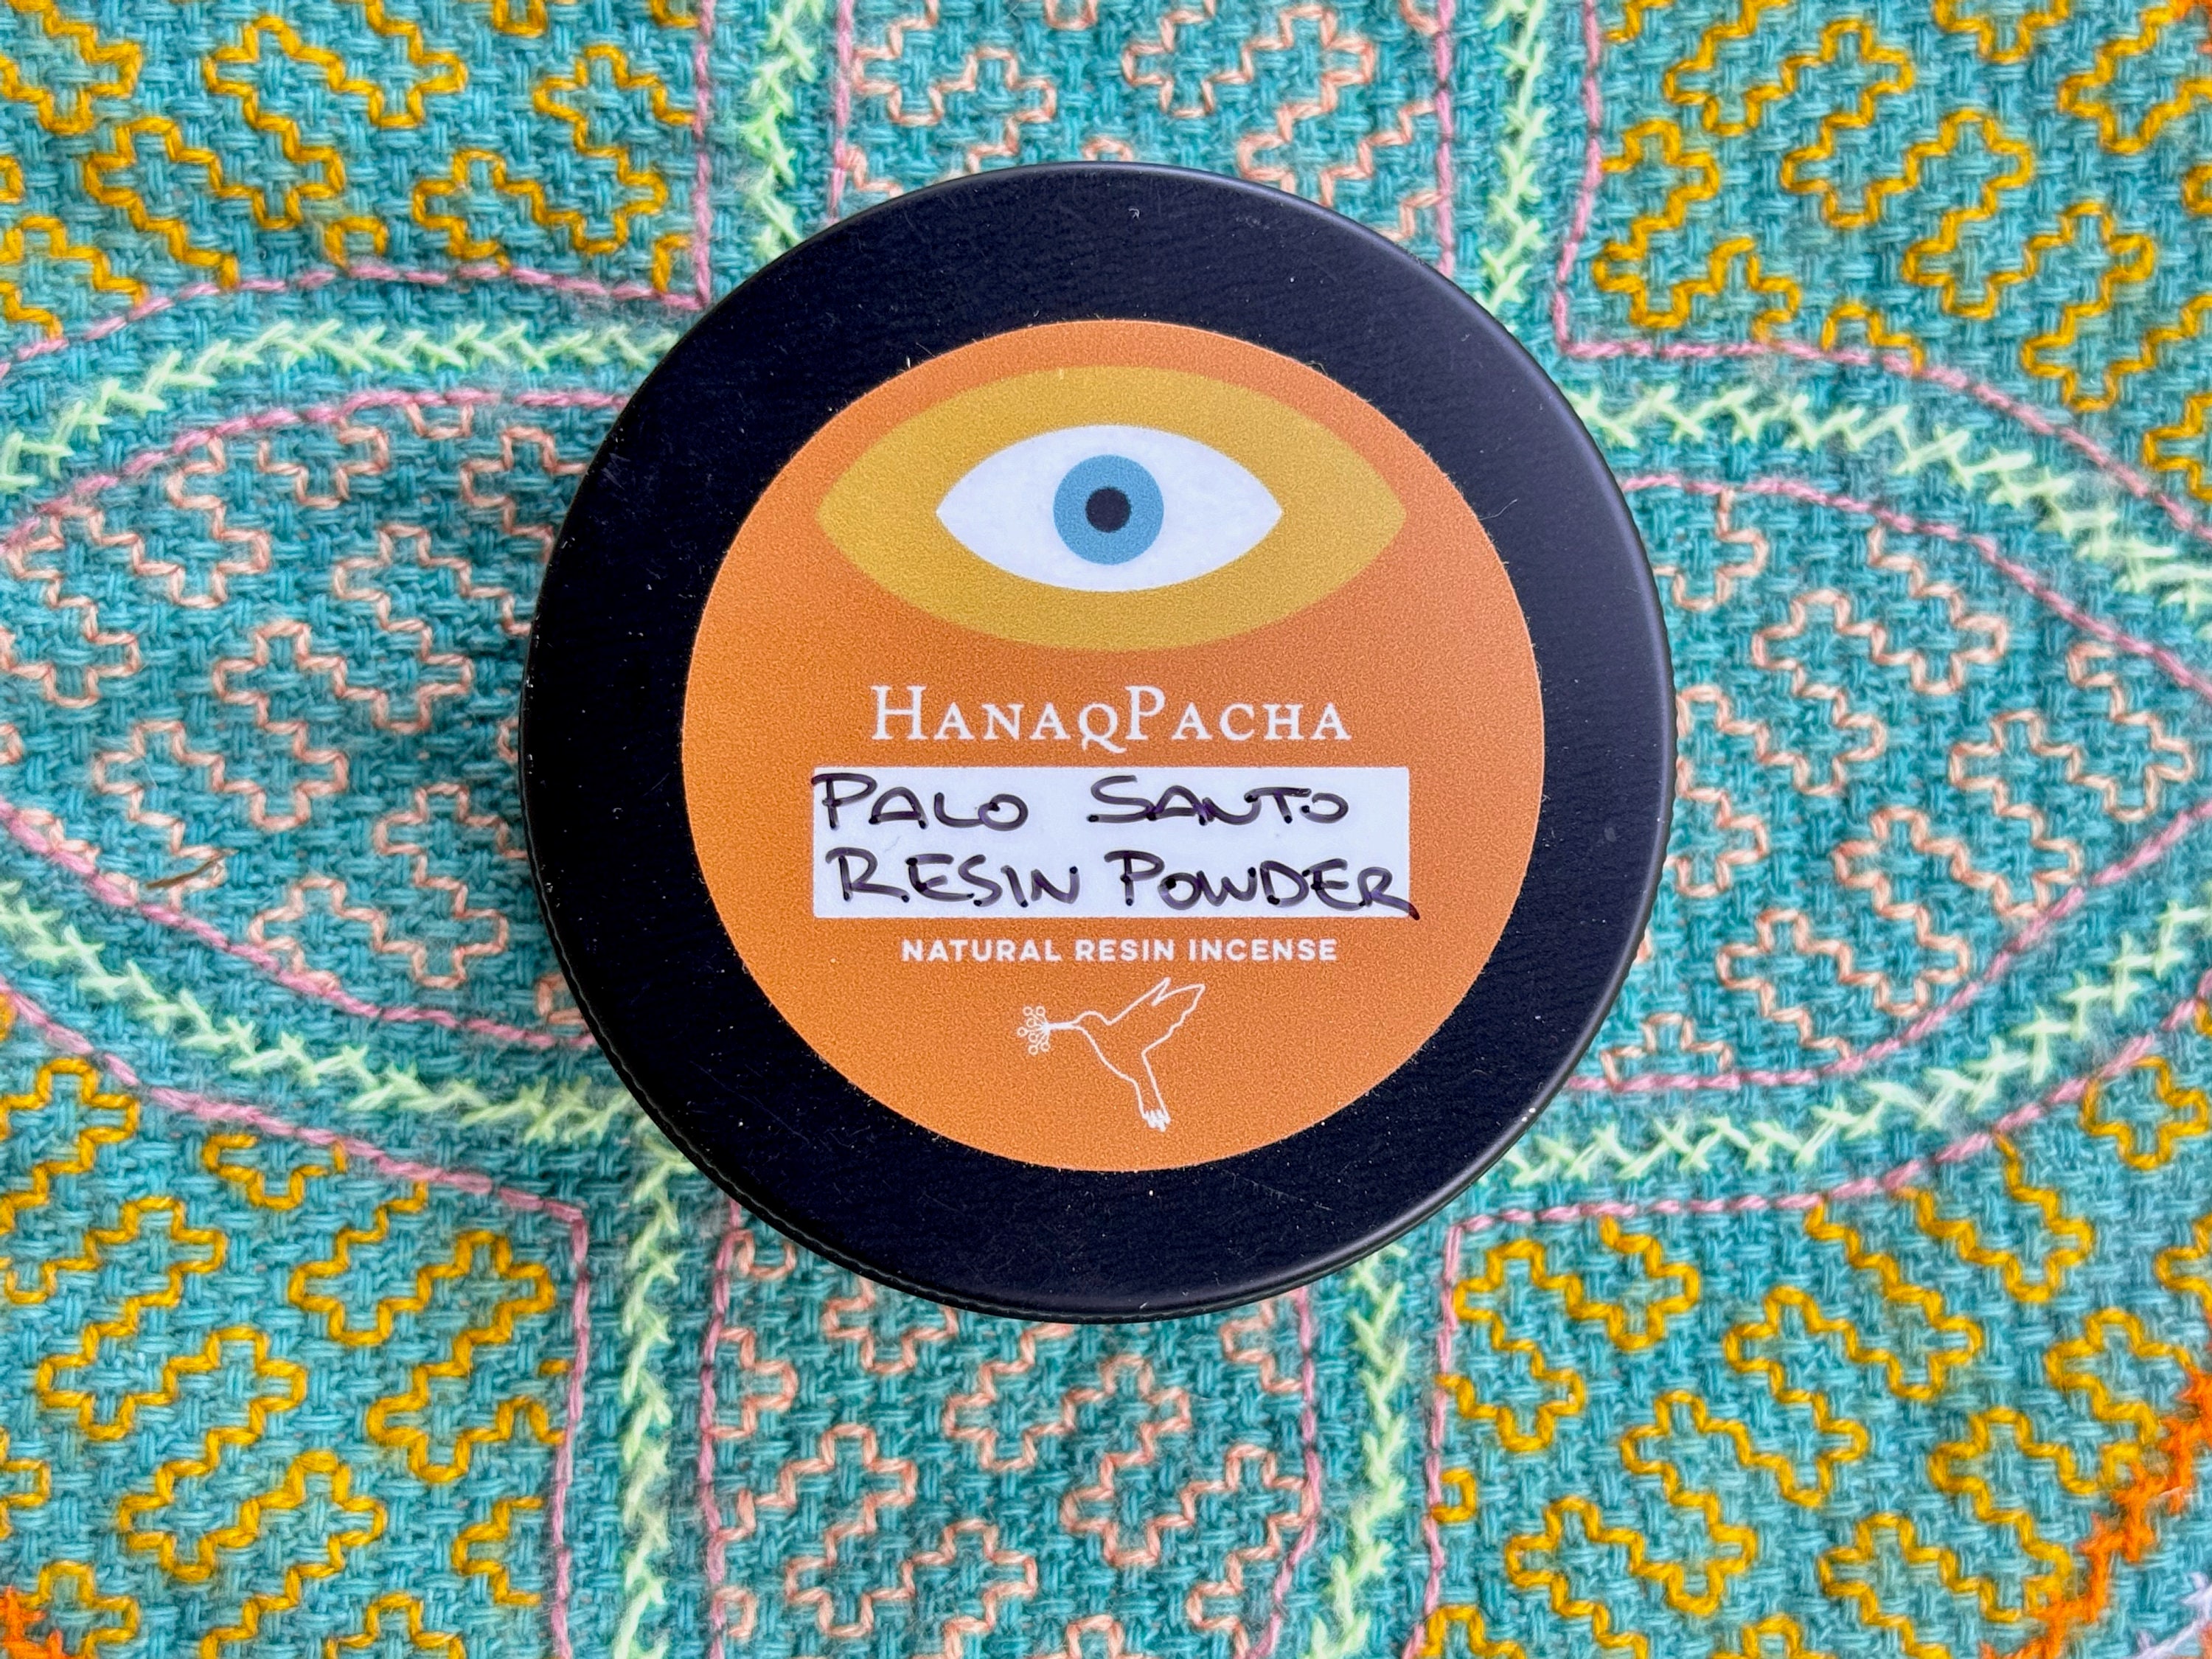 HANAQPACHA
PALO SANTO
RESIN POWDER
NATURAL RESIN INCENSE